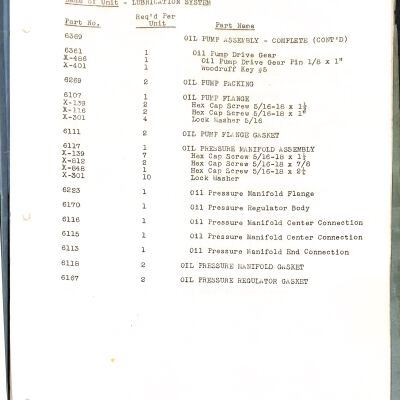 Name of Unit - LUBRICATION SYSTEM
Part No. Req'd Per Unit Part Name
6369 OIL PUMP ASSEMBLY - COMPLETE (CONT'D)
6361 1 Oil Pump Drive Gear
X-486 1 Oil Pump Drive Gear Pin 1/8 x 1"
X-401 1 Woodruff Key #5
6269 2 OIL PUMP PACKING
6107 1 OIL PUMP FLANGE
X-139 2 Hex Cap Screw 5/16-18 x 1½
X-116 2 Hex Cap Screw 5/16-18 x 1"
X-301 4 Lock Washer 5/16
6111 2 OIL PUMP FLANGE GASKET
6117 1 OIL PRESSURE MANIFOLD ASSEMBLY
X-139 7 Hex Cap Screw 5/16-18 x 1½
X-812 2 Hex Cap Screw 5/16-18 x 7/8
X-848 1 Hex Cap Screw 5/16-18 x 2½
X-301 10 Lock Washer
6223 1 Oil Pressure Manifold Flange
6170 1 Oil Pressure Regulator Body
6116 1 Oil Pressure Manifold Center Connection
6115 1 Oil Pressure Manifold Center Connection
6113 1 Oil Pressure Manifold End Connection
6118 2 OIL PRESSURE MANIFOLD GASKET
6167 2 OIL PRESSURE REGULATOR GASKET